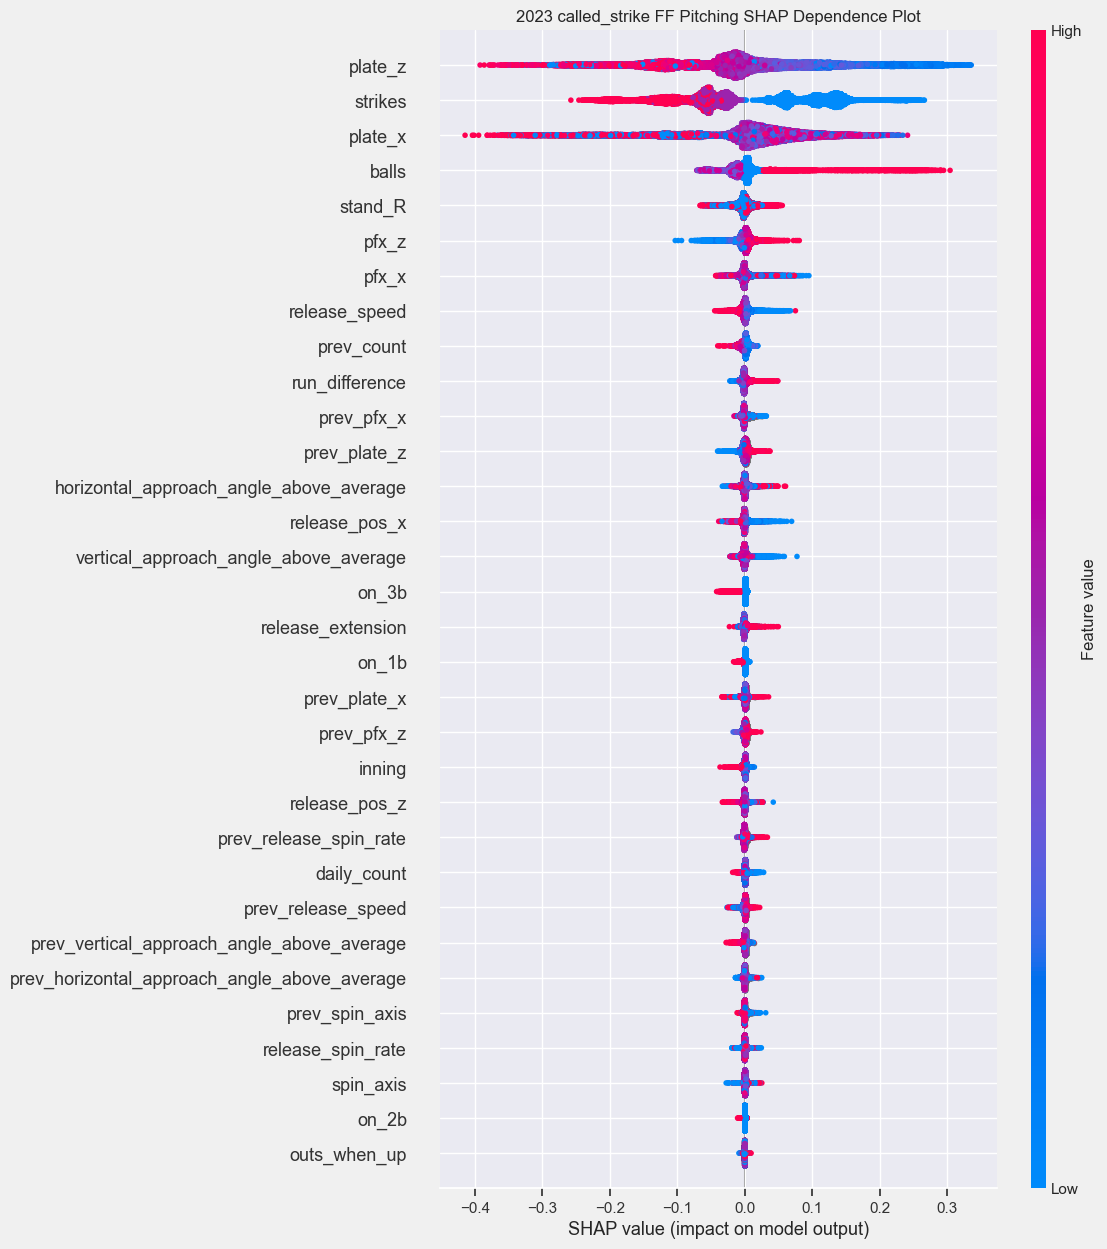 2023 called_strike FF Pitching SHAP Dependence Plot
High
plate_z
strikes
plate_x
balls
stand_R
pfx_z
pfx_x
release_speed
prev_count
run_difference
prev_pfx_x
prev_plate_z
horizontal_approach_angle_above_average
release_pos_x
vertical_approach_angle_above_average
on_3b
release_extension
on_1b
prev_plate_x
prev_pfx_z
inning
release_pos_z
prev_release_spin_rate
daily_count
prev_release_speed
prev_vertical_approach_angle_above_average
prev_horizontal_approach_angle_above_average
prev_spin_axis
release_spin_rate
spin_axis
on_2b
outs_when_up
Feature value
Low
−0.4 −0.3 −0.2 −0.1 0.0 0.1 0.2 0.3
SHAP value (impact on model output)